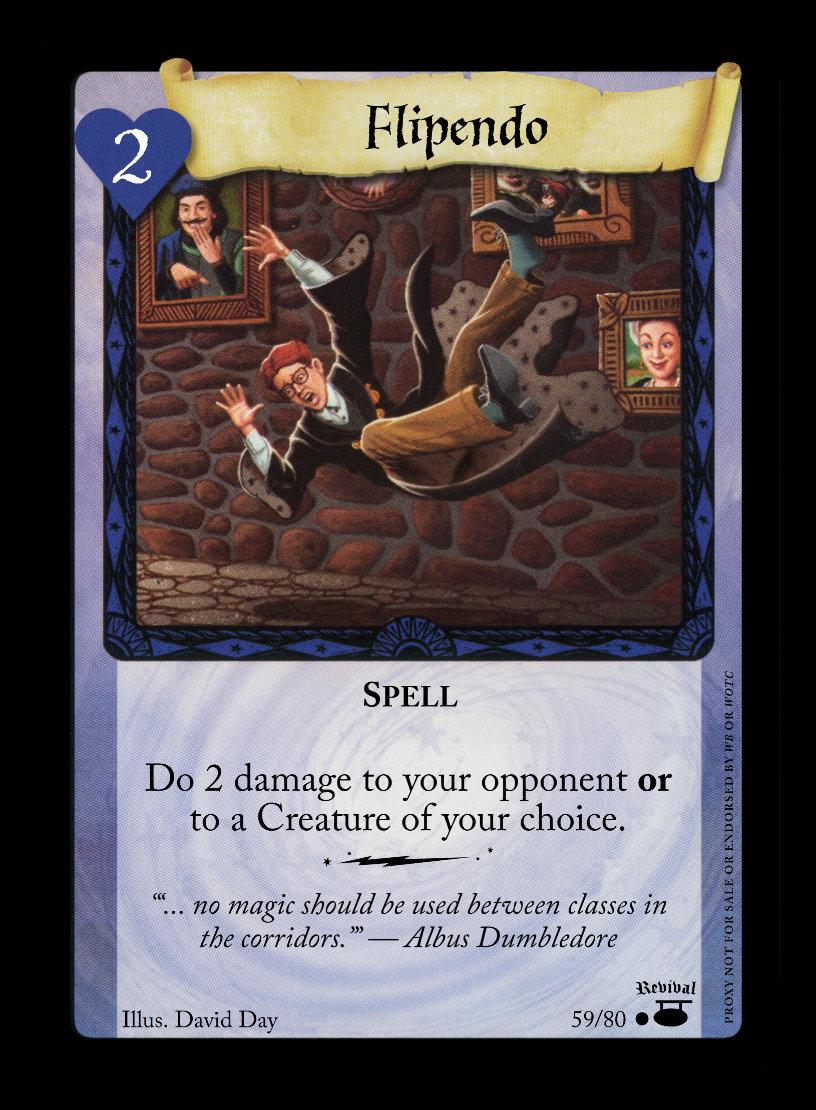 Flipendo
2
SPELL
Do 2 damage to your opponent or
to a Creature of your choice.
“‘... no magic should be used between classes in
the corridors.’” — Albus Dumbledore
PROXY NOT FOR SALE OR ENDORSED BY WB OR WOTC
Revival
Illus. David Day
59/80